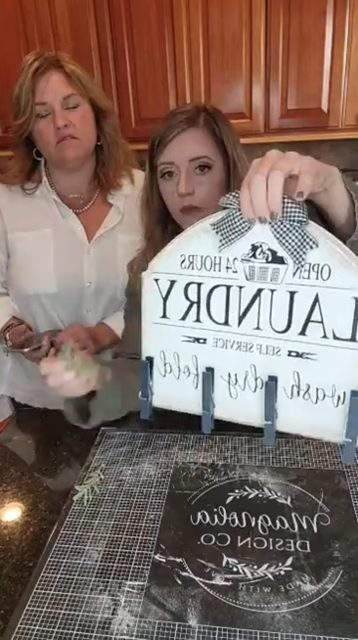 OPEN 24 HOURS
LAUNDRY
SELF SERVICE
wash dry fold
Magnolia
DESIGN CO.
MADE WITH